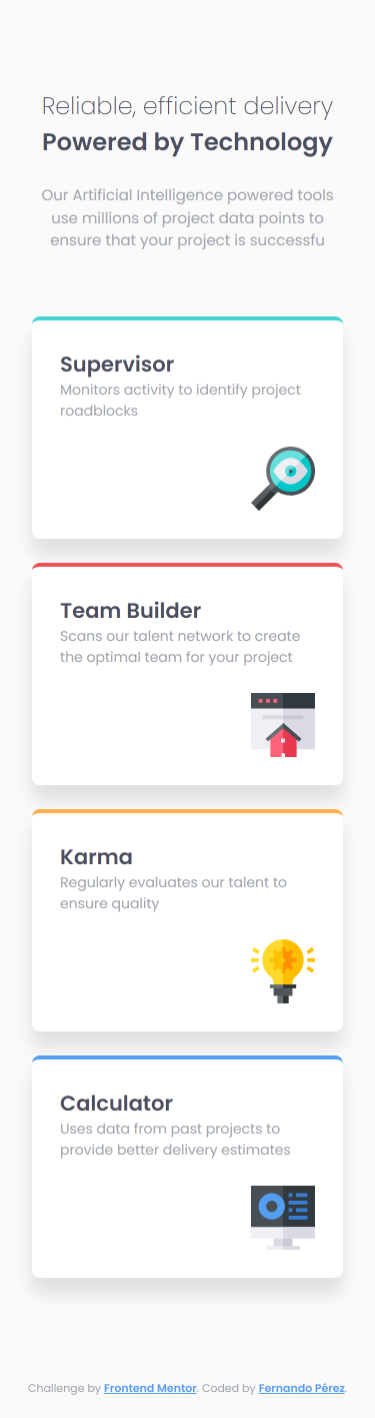 Reliable, efficient delivery
Powered by Technology
Our Artificial Intelligence powered tools
use millions of project data points to
ensure that your project is successfu
Supervisor
Monitors activity to identify project
roadblocks
Team Builder
Scans our talent network to create
the optimal team for your project
Karma
Regularly evaluates our talent to
ensure quality
Calculator
Uses data from past projects to
provide better delivery estimates
Challenge by Frontend Mentor. Coded by Fernando Pérez.